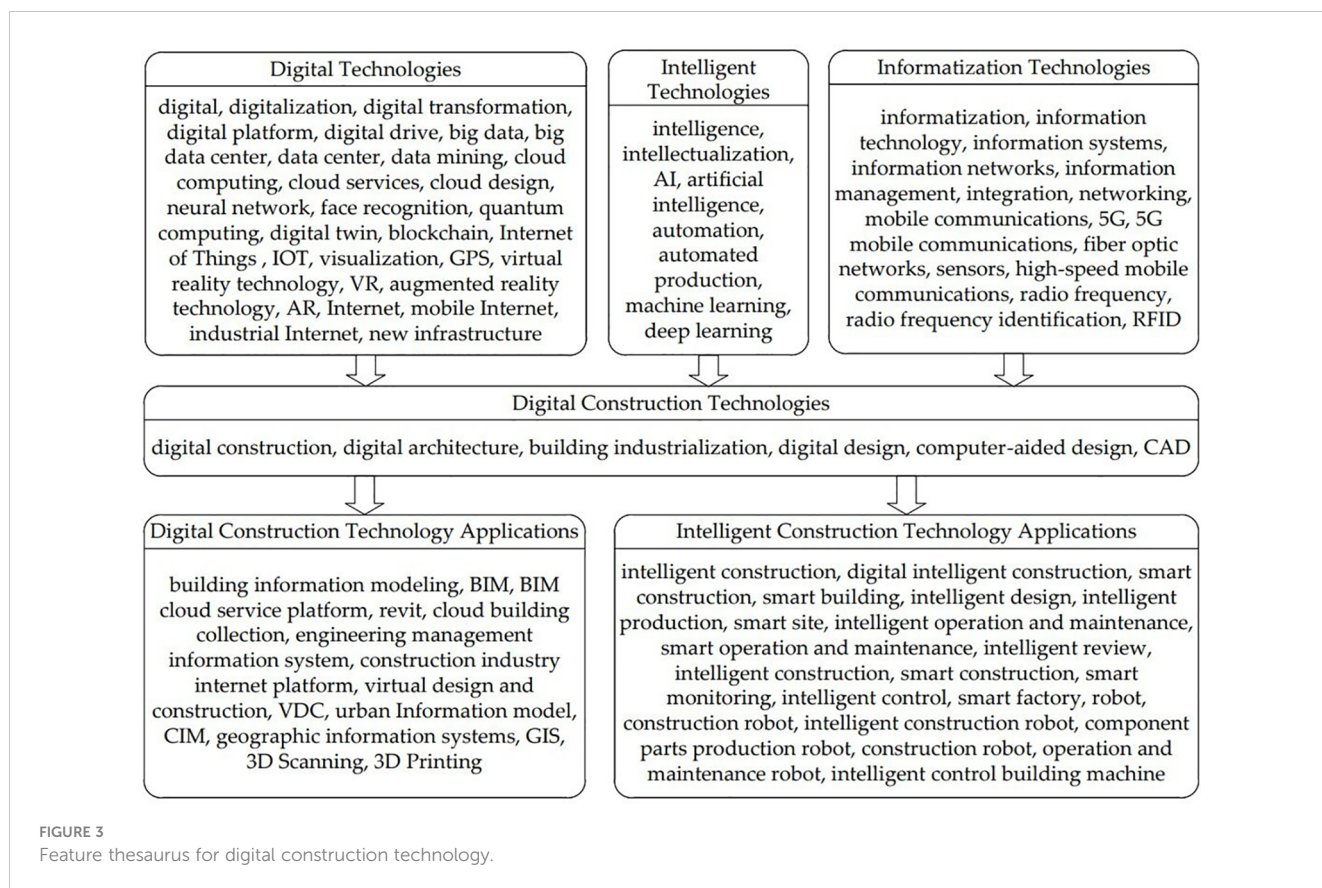 Digital Technologies
digital, digitalization, digital transformation,
digital platform, digital drive, big data, big
data center, data center, data mining, cloud
computing, cloud services, cloud design,
neural network, face recognition, quantum
computing, digital twin, blockchain, Internet
of Things , IOT, visualization, GPS, virtual
reality technology, VR, augmented reality
technology, AR, Internet, mobile Internet,
industrial Internet, new infrastructure
Intelligent
Technologies
intelligence,
intellectualization,
AI, artificial
intelligence,
automation,
automated
production,
machine learning,
deep learning
Informatization Technologies
informatization, information
technology, information systems,
information networks, information
management, integration, networking,
mobile communications, 5G, 5G
mobile communications, fiber optic
networks, sensors, high-speed mobile
communications, radio frequency,
radio frequency identification, RFID
Digital Construction Technologies
digital construction, digital architecture, building industrialization, digital design, computer-aided design, CAD
Digital Construction Technology Applications
building information modeling, BIM, BIM
cloud service platform, revit, cloud building
collection, engineering management
information system, construction industry
internet platform, virtual design and
construction, VDC, urban Information model,
CIM, geographic information systems, GIS,
3D Scanning, 3D Printing
Intelligent Construction Technology Applications
intelligent construction, digital intelligent construction, smart
construction, smart building, intelligent design, intelligent
production, smart site, intelligent operation and maintenance,
smart operation and maintenance, intelligent review,
intelligent construction, smart construction, smart
monitoring, intelligent control, smart factory, robot,
construction robot, intelligent construction robot, component
parts production robot, construction robot, operation and
maintenance robot, intelligent control building machine
FIGURE 3
Feature thesaurus for digital construction technology.